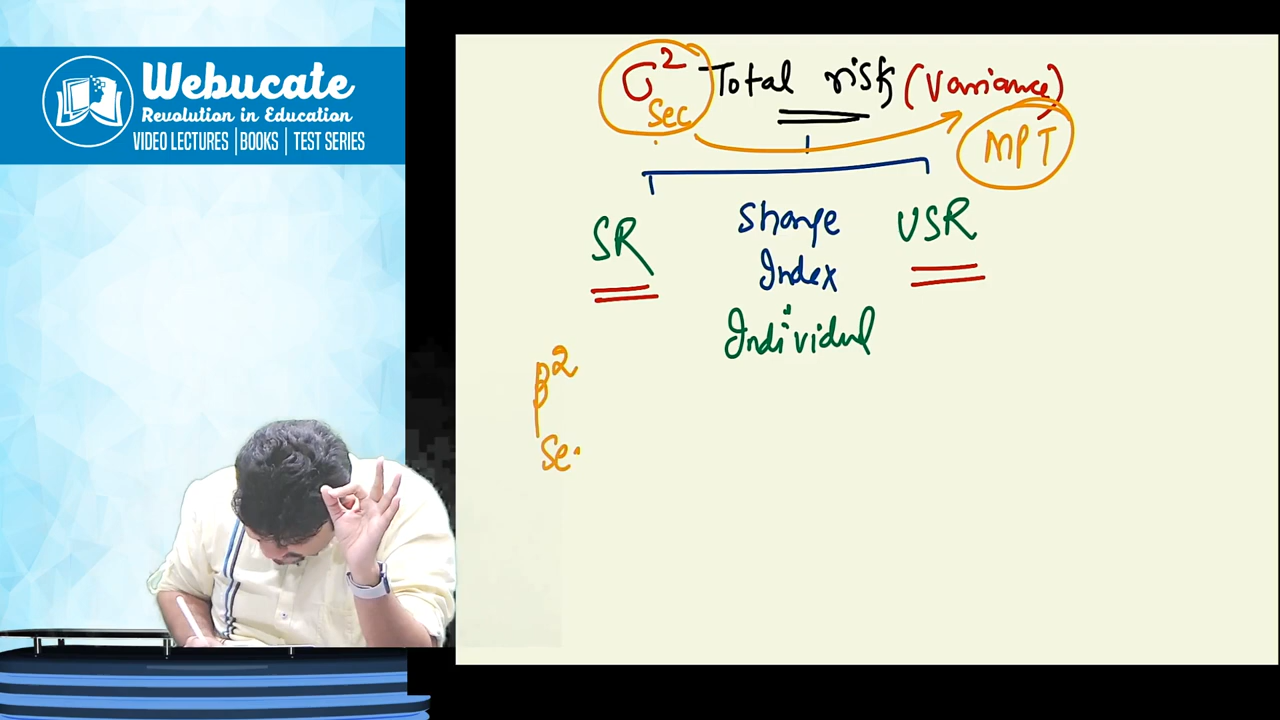 Webucate
Revolution in Education
VIDEO LECTURES | BOOKS | TEST SERIES
σ² sec Total risk (Variance)
MPT
SR
USR
Sharpe
Index
Individual
β²
se